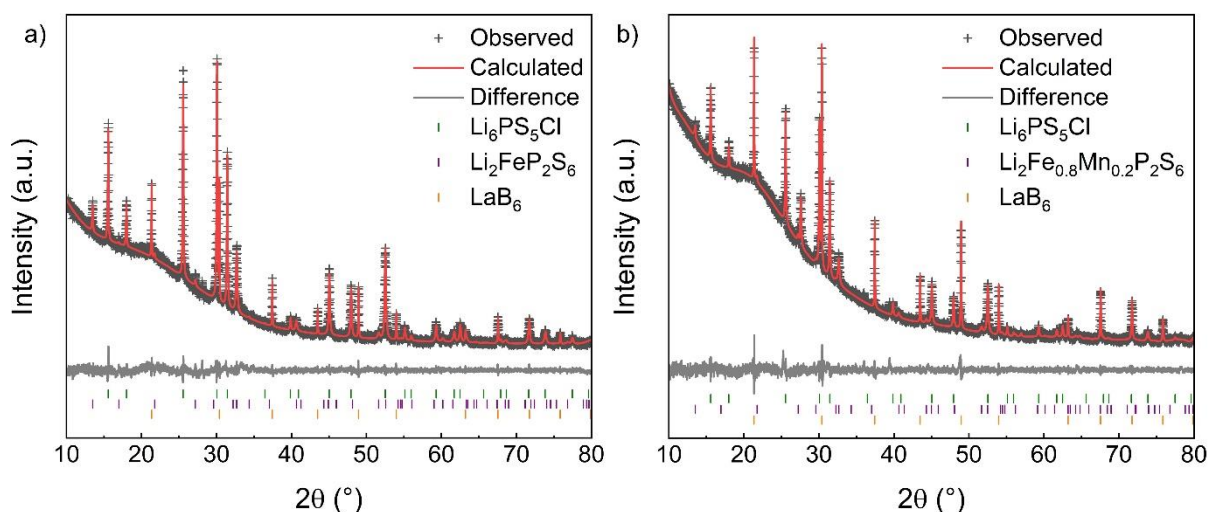 a)
+ Observed
Calculated
Difference
Li₆PS₅Cl
Li₂FeP₂S₆
LaB₆
Intensity (a.u.)
10 20 30 40 50 60 70 80
2θ (°)
b)
+ Observed
Calculated
Difference
Li₆PS₅Cl
Li₂Fe₀.₈Mn₀.₂P₂S₆
LaB₆
Intensity (a.u.)
10 20 30 40 50 60 70 80
2θ (°)